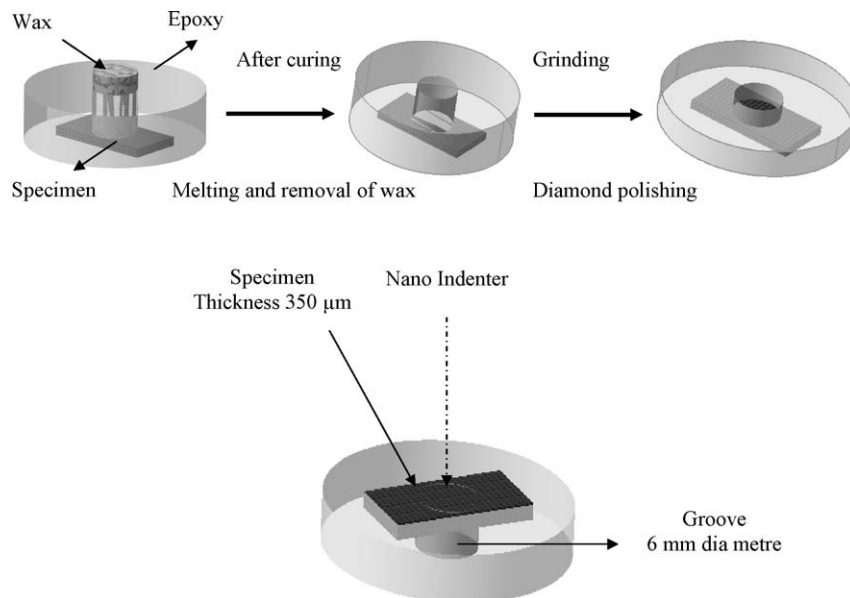 Wax
Epoxy
After curing
Grinding
Specimen
Melting and removal of wax
Diamond polishing
Specimen
Thickness 350 µm
Nano Indenter
Groove
6 mm dia metre